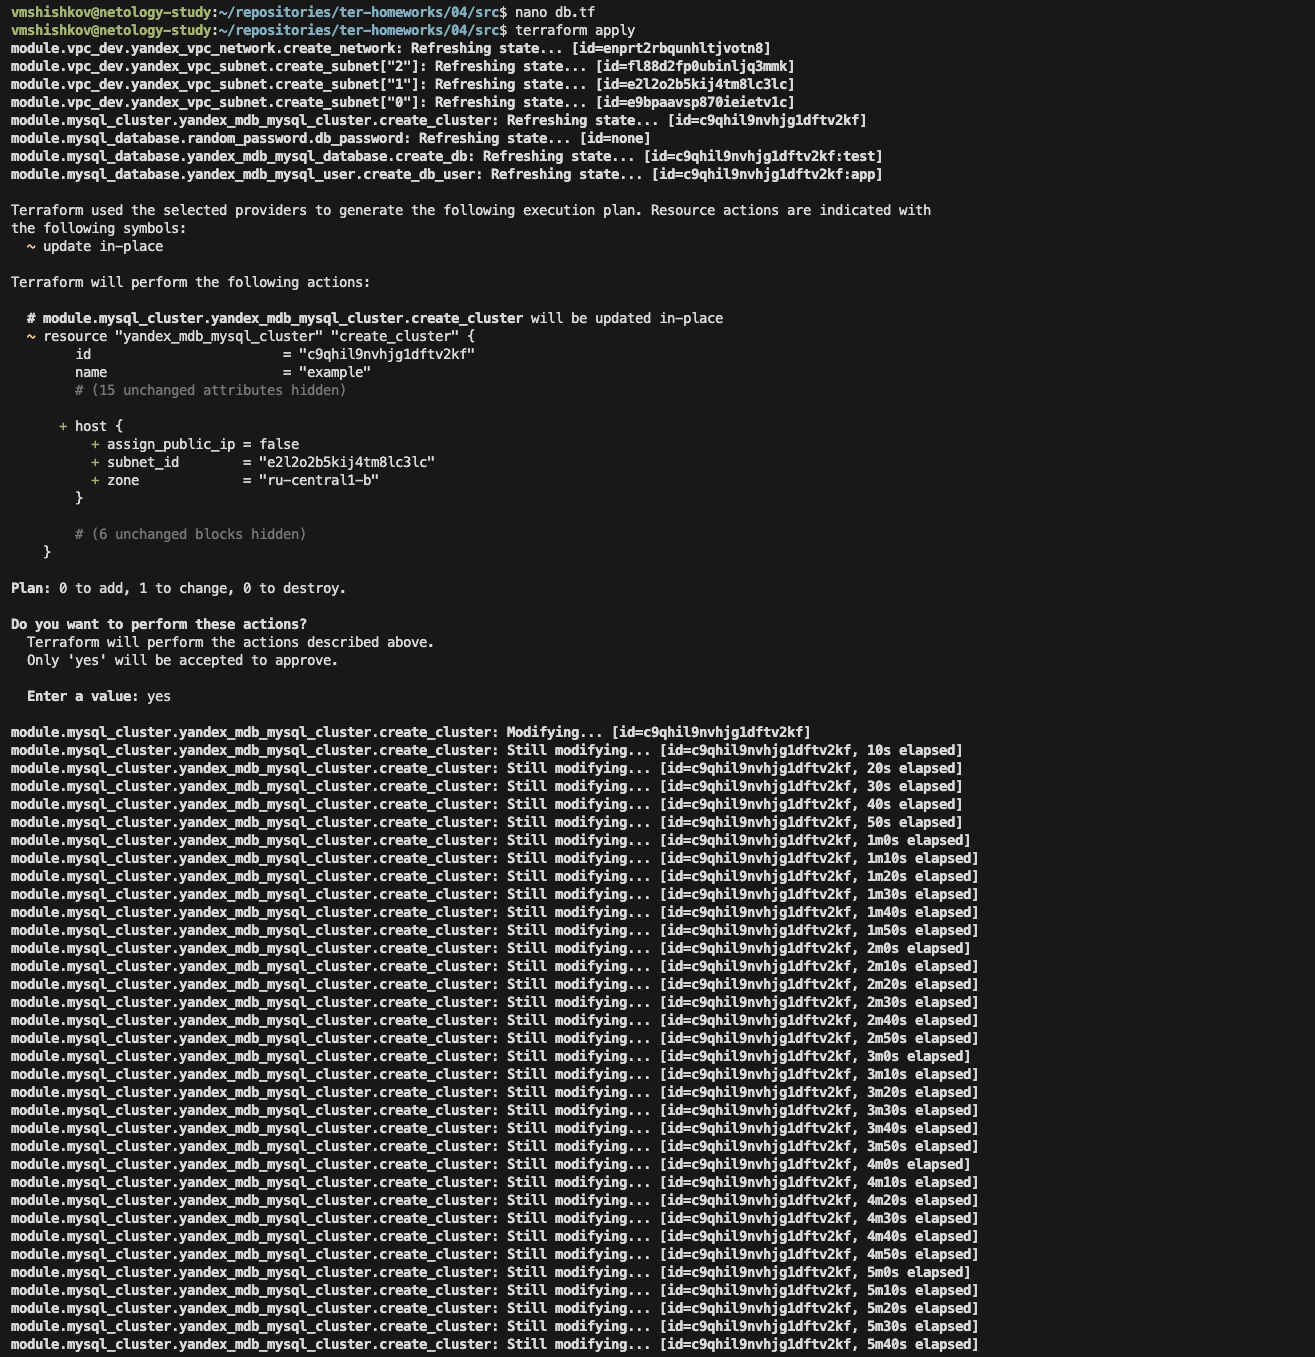 vmshishkov@netology-study:~/repositories/ter-homeworks/04/src$ nano db.tf
vmshishkov@netology-study:~/repositories/ter-homeworks/04/src$ terraform apply
module.vpc_dev.yandex_vpc_network.create_network: Refreshing state... [id=enprt2rbqunhltjvotn8]
module.vpc_dev.yandex_vpc_subnet.create_subnet["2"]: Refreshing state... [id=fl88d2fp0ubinljq3mmk]
module.vpc_dev.yandex_vpc_subnet.create_subnet["1"]: Refreshing state... [id=e2l2o2b5kij4tm8lc3lc]
module.vpc_dev.yandex_vpc_subnet.create_subnet["0"]: Refreshing state... [id=e9bpaavsp870ieietv1c]
module.mysql_cluster.yandex_mdb_mysql_cluster.create_cluster: Refreshing state... [id=c9qhil9nvhjg1dftv2kf]
module.mysql_database.random_password.db_password: Refreshing state... [id=none]
module.mysql_database.yandex_mdb_mysql_database.create_db: Refreshing state... [id=c9qhil9nvhjg1dftv2kf:test]
module.mysql_database.yandex_mdb_mysql_user.create_db_user: Refreshing state... [id=c9qhil9nvhjg1dftv2kf:app]
Terraform used the selected providers to generate the following execution plan. Resource actions are indicated with
the following symbols:
~ update in-place
Terraform will perform the following actions:
# module.mysql_cluster.yandex_mdb_mysql_cluster.create_cluster will be updated in-place
~ resource "yandex_mdb_mysql_cluster" "create_cluster" {
id = "c9qhil9nvhjg1dftv2kf"
name = "example"
# (15 unchanged attributes hidden)
+ host {
+ assign_public_ip = false
+ subnet_id = "e2l2o2b5kij4tm8lc3lc"
+ zone = "ru-central1-b"
}
# (6 unchanged blocks hidden)
}
Plan: 0 to add, 1 to change, 0 to destroy.
Do you want to perform these actions?
Terraform will perform the actions described above.
Only 'yes' will be accepted to approve.
Enter a value: yes
module.mysql_cluster.yandex_mdb_mysql_cluster.create_cluster: Modifying... [id=c9qhil9nvhjg1dftv2kf]
module.mysql_cluster.yandex_mdb_mysql_cluster.create_cluster: Still modifying... [id=c9qhil9nvhjg1dftv2kf, 10s elapsed]
module.mysql_cluster.yandex_mdb_mysql_cluster.create_cluster: Still modifying... [id=c9qhil9nvhjg1dftv2kf, 20s elapsed]
module.mysql_cluster.yandex_mdb_mysql_cluster.create_cluster: Still modifying... [id=c9qhil9nvhjg1dftv2kf, 30s elapsed]
module.mysql_cluster.yandex_mdb_mysql_cluster.create_cluster: Still modifying... [id=c9qhil9nvhjg1dftv2kf, 40s elapsed]
module.mysql_cluster.yandex_mdb_mysql_cluster.create_cluster: Still modifying... [id=c9qhil9nvhjg1dftv2kf, 50s elapsed]
module.mysql_cluster.yandex_mdb_mysql_cluster.create_cluster: Still modifying... [id=c9qhil9nvhjg1dftv2kf, 1m0s elapsed]
module.mysql_cluster.yandex_mdb_mysql_cluster.create_cluster: Still modifying... [id=c9qhil9nvhjg1dftv2kf, 1m10s elapsed]
module.mysql_cluster.yandex_mdb_mysql_cluster.create_cluster: Still modifying... [id=c9qhil9nvhjg1dftv2kf, 1m20s elapsed]
module.mysql_cluster.yandex_mdb_mysql_cluster.create_cluster: Still modifying... [id=c9qhil9nvhjg1dftv2kf, 1m30s elapsed]
module.mysql_cluster.yandex_mdb_mysql_cluster.create_cluster: Still modifying... [id=c9qhil9nvhjg1dftv2kf, 1m40s elapsed]
module.mysql_cluster.yandex_mdb_mysql_cluster.create_cluster: Still modifying... [id=c9qhil9nvhjg1dftv2kf, 1m50s elapsed]
module.mysql_cluster.yandex_mdb_mysql_cluster.create_cluster: Still modifying... [id=c9qhil9nvhjg1dftv2kf, 2m0s elapsed]
module.mysql_cluster.yandex_mdb_mysql_cluster.create_cluster: Still modifying... [id=c9qhil9nvhjg1dftv2kf, 2m10s elapsed]
module.mysql_cluster.yandex_mdb_mysql_cluster.create_cluster: Still modifying... [id=c9qhil9nvhjg1dftv2kf, 2m20s elapsed]
module.mysql_cluster.yandex_mdb_mysql_cluster.create_cluster: Still modifying... [id=c9qhil9nvhjg1dftv2kf, 2m30s elapsed]
module.mysql_cluster.yandex_mdb_mysql_cluster.create_cluster: Still modifying... [id=c9qhil9nvhjg1dftv2kf, 2m40s elapsed]
module.mysql_cluster.yandex_mdb_mysql_cluster.create_cluster: Still modifying... [id=c9qhil9nvhjg1dftv2kf, 2m50s elapsed]
module.mysql_cluster.yandex_mdb_mysql_cluster.create_cluster: Still modifying... [id=c9qhil9nvhjg1dftv2kf, 3m0s elapsed]
module.mysql_cluster.yandex_mdb_mysql_cluster.create_cluster: Still modifying... [id=c9qhil9nvhjg1dftv2kf, 3m10s elapsed]
module.mysql_cluster.yandex_mdb_mysql_cluster.create_cluster: Still modifying... [id=c9qhil9nvhjg1dftv2kf, 3m20s elapsed]
module.mysql_cluster.yandex_mdb_mysql_cluster.create_cluster: Still modifying... [id=c9qhil9nvhjg1dftv2kf, 3m30s elapsed]
module.mysql_cluster.yandex_mdb_mysql_cluster.create_cluster: Still modifying... [id=c9qhil9nvhjg1dftv2kf, 3m40s elapsed]
module.mysql_cluster.yandex_mdb_mysql_cluster.create_cluster: Still modifying... [id=c9qhil9nvhjg1dftv2kf, 3m50s elapsed]
module.mysql_cluster.yandex_mdb_mysql_cluster.create_cluster: Still modifying... [id=c9qhil9nvhjg1dftv2kf, 4m0s elapsed]
module.mysql_cluster.yandex_mdb_mysql_cluster.create_cluster: Still modifying... [id=c9qhil9nvhjg1dftv2kf, 4m10s elapsed]
module.mysql_cluster.yandex_mdb_mysql_cluster.create_cluster: Still modifying... [id=c9qhil9nvhjg1dftv2kf, 4m20s elapsed]
module.mysql_cluster.yandex_mdb_mysql_cluster.create_cluster: Still modifying... [id=c9qhil9nvhjg1dftv2kf, 4m30s elapsed]
module.mysql_cluster.yandex_mdb_mysql_cluster.create_cluster: Still modifying... [id=c9qhil9nvhjg1dftv2kf, 4m40s elapsed]
module.mysql_cluster.yandex_mdb_mysql_cluster.create_cluster: Still modifying... [id=c9qhil9nvhjg1dftv2kf, 4m50s elapsed]
module.mysql_cluster.yandex_mdb_mysql_cluster.create_cluster: Still modifying... [id=c9qhil9nvhjg1dftv2kf, 5m0s elapsed]
module.mysql_cluster.yandex_mdb_mysql_cluster.create_cluster: Still modifying... [id=c9qhil9nvhjg1dftv2kf, 5m10s elapsed]
module.mysql_cluster.yandex_mdb_mysql_cluster.create_cluster: Still modifying... [id=c9qhil9nvhjg1dftv2kf, 5m20s elapsed]
module.mysql_cluster.yandex_mdb_mysql_cluster.create_cluster: Still modifying... [id=c9qhil9nvhjg1dftv2kf, 5m30s elapsed]
module.mysql_cluster.yandex_mdb_mysql_cluster.create_cluster: Still modifying... [id=c9qhil9nvhjg1dftv2kf, 5m40s elapsed]